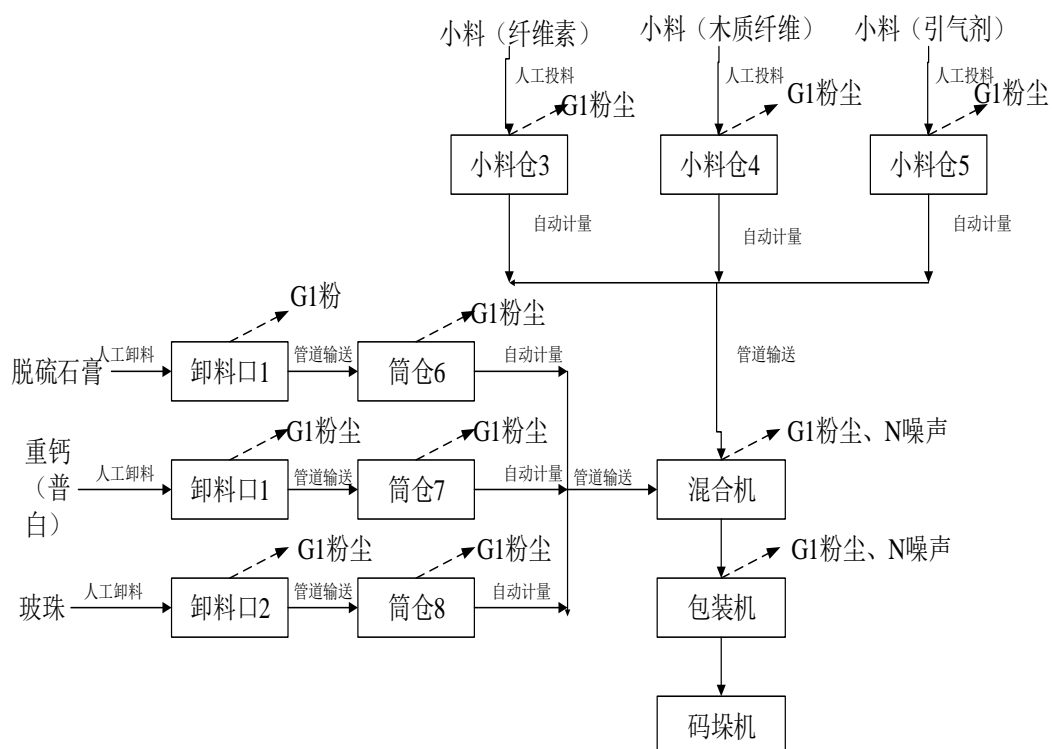 小料（纤维素）
小料（木质纤维）
小料（引气剂）
人工投料
人工投料
人工投料
G1粉尘
G1粉尘
G1粉尘
小料仓3
小料仓4
小料仓5
自动计量
自动计量
自动计量
G1粉
G1粉尘
脱硫石膏
人工卸料
卸料口1
管道输送
筒仓6
自动计量
管道输送
G1粉尘
G1粉尘
G1粉尘、N噪声
重钙
（普
白）
人工卸料
卸料口1
管道输送
筒仓7
自动计量
管道输送
混合机
G1粉尘
G1粉尘
G1粉尘、N噪声
玻珠
人工卸料
卸料口2
管道输送
筒仓8
自动计量
包装机
码垛机